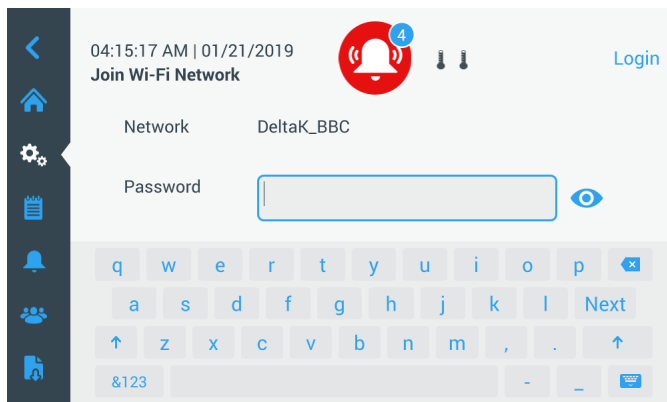 4
04:15:17 AM | 01/21/2019
Login
Join Wi-Fi Network
Network DeltaK_BBC
Password
q w e r t y u i o p
a s d f g h j k l Next
z x c v b n m , .
&123 - _